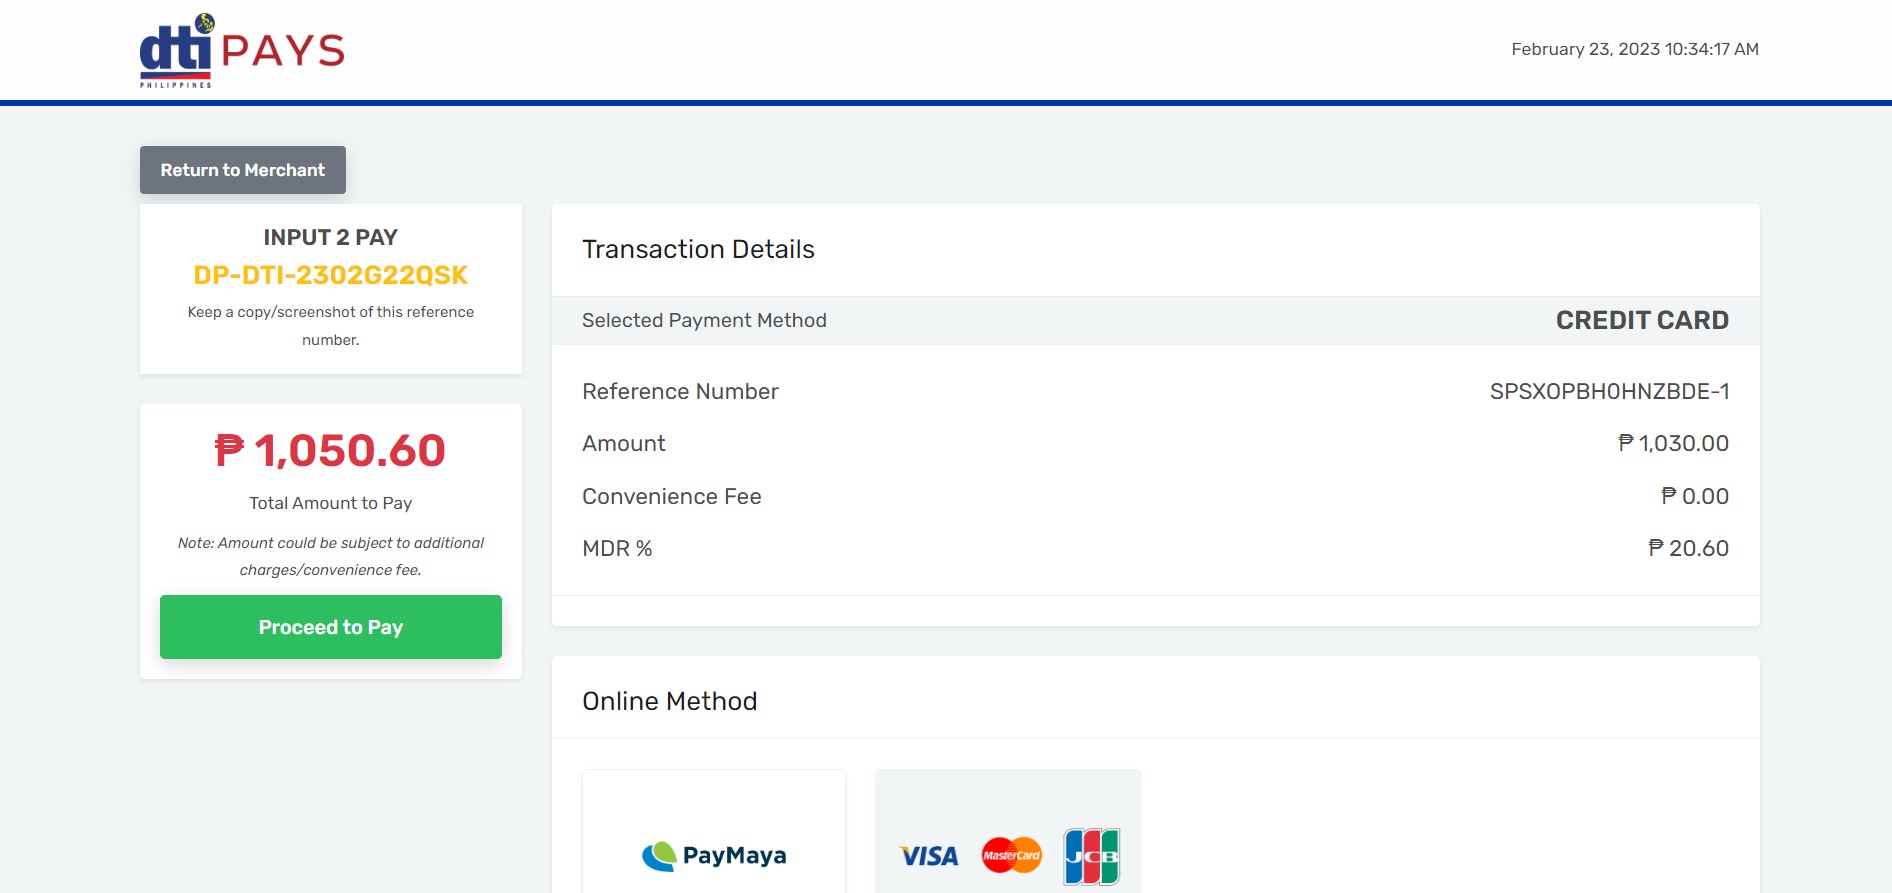 dti PAYS
PHILIPPINES
February 23, 2023 10:34:17 AM
Return to Merchant
INPUT 2 PAY
DP-DTI-2302G22QSK
Keep a copy/screenshot of this reference
number.
₱ 1,050.60
Total Amount to Pay
Note: Amount could be subject to additional
charges/convenience fee.
Proceed to Pay
Transaction Details
Selected Payment Method CREDIT CARD
Reference Number SPSXOPBH0HNZBDE-1
Amount ₱ 1,030.00
Convenience Fee ₱ 0.00
MDR % ₱ 20.60
Online Method
PayMaya
VISA MasterCard JCB